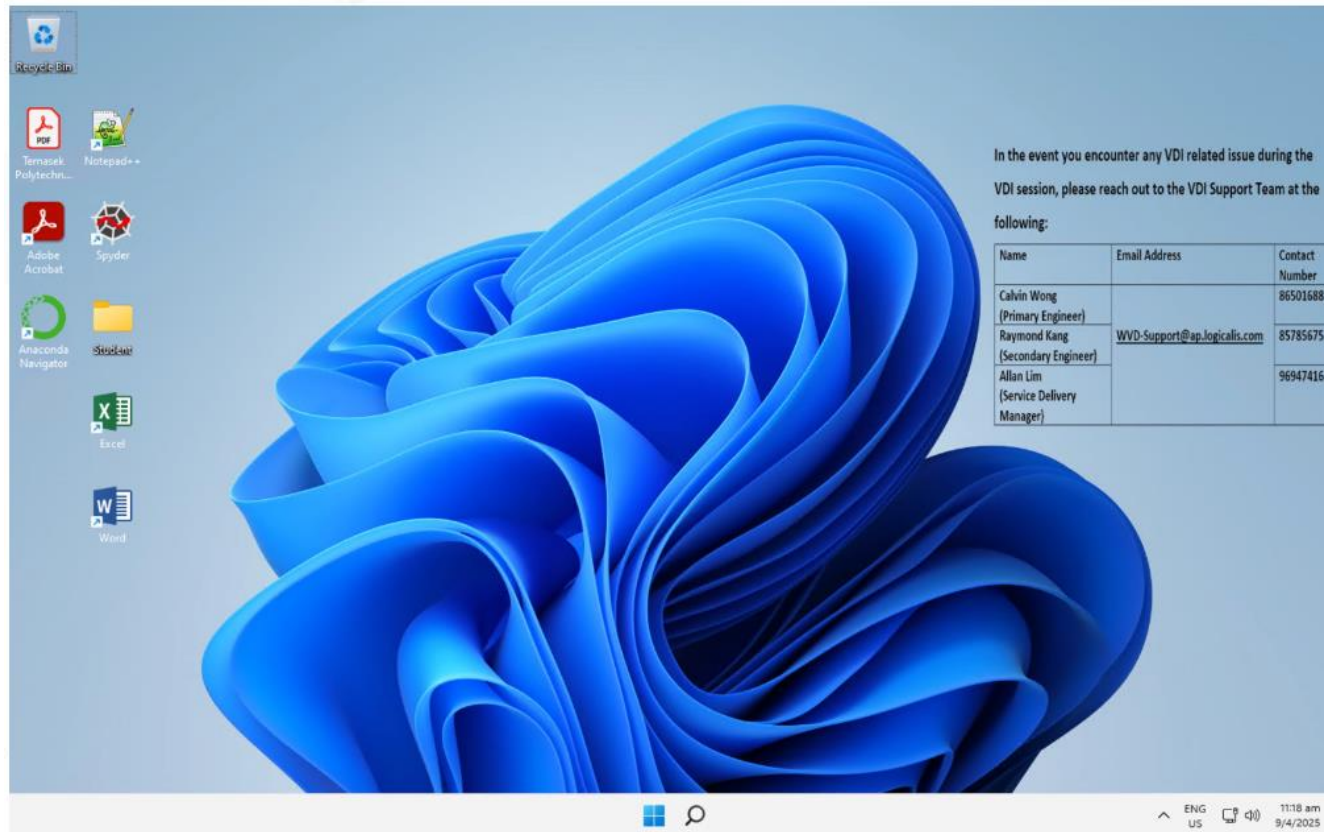 Recycle Bin
PDF
Temasek
Polytechn...
Notepad++
Adobe
Acrobat
Spyder
Anaconda
Navigator
Student
Excel
Word
In the event you encounter any VDI related issue during the
VDI session, please reach out to the VDI Support Team at the
following:
Name Email Address Contact
Number
Calvin Wong 86501688
(Primary Engineer)
Raymond Kang WVD-Support@ap.logicalis.com 85785675
(Secondary Engineer)
Allan Lim 96947416
(Service Delivery
Manager)
ENG
US
11:18 am
9/4/2025